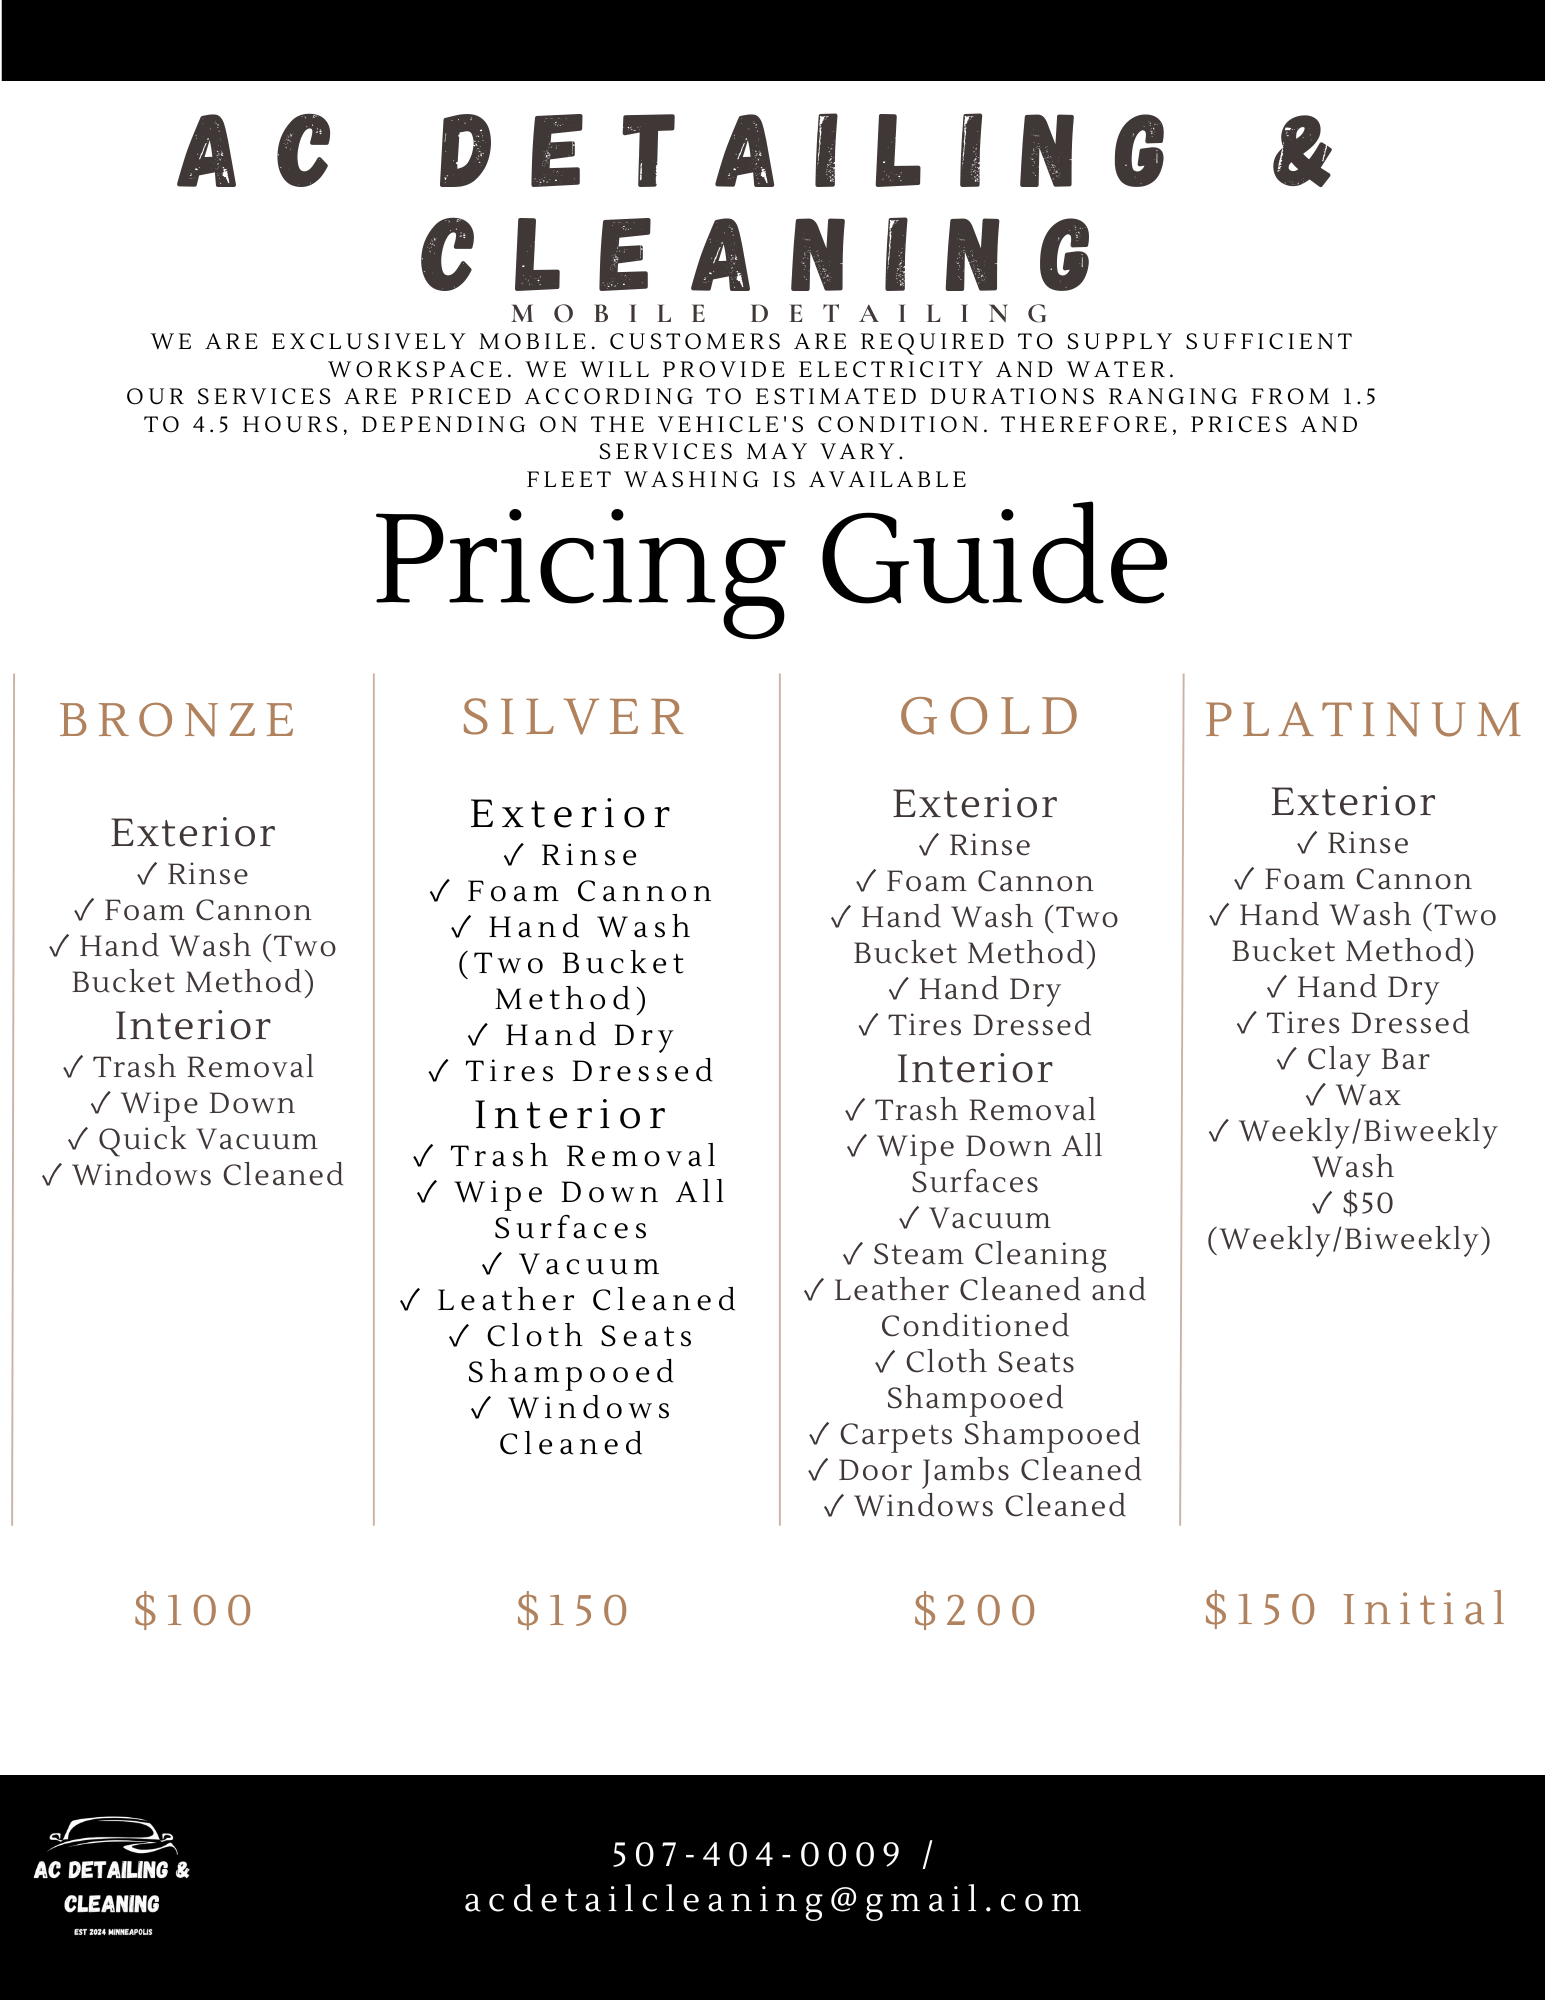 AC DETAILING &
CLEANING
MOBILE DETAILING
WE ARE EXCLUSIVELY MOBILE. CUSTOMERS ARE REQUIRED TO SUPPLY SUFFICIENT
WORKSPACE. WE WILL PROVIDE ELECTRICITY AND WATER.
OUR SERVICES ARE PRICED ACCORDING TO ESTIMATED DURATIONS RANGING FROM 1.5
TO 4.5 HOURS, DEPENDING ON THE VEHICLE'S CONDITION. THEREFORE, PRICES AND
SERVICES MAY VARY.
FLEET WASHING IS AVAILABLE
Pricing Guide
BRONZE
Exterior
✓ Rinse
✓ Foam Cannon
✓ Hand Wash (Two
Bucket Method)
Interior
✓ Trash Removal
✓ Wipe Down
✓ Quick Vacuum
✓ Windows Cleaned
$100
SILVER
Exterior
✓ Rinse
✓ Foam Cannon
✓ Hand Wash
(Two Bucket
Method)
✓ Hand Dry
✓ Tires Dressed
Interior
✓ Trash Removal
✓ Wipe Down All
Surfaces
✓ Vacuum
✓ Leather Cleaned
✓ Cloth Seats
Shampooed
✓ Windows
Cleaned
$150
GOLD
Exterior
✓ Rinse
✓ Foam Cannon
✓ Hand Wash (Two
Bucket Method)
✓ Hand Dry
✓ Tires Dressed
Interior
✓ Trash Removal
✓ Wipe Down All
Surfaces
✓ Vacuum
✓ Steam Cleaning
✓ Leather Cleaned and
Conditioned
✓ Cloth Seats
Shampooed
✓ Carpets Shampooed
✓ Door Jambs Cleaned
✓ Windows Cleaned
$200
PLATINUM
Exterior
✓ Rinse
✓ Foam Cannon
✓ Hand Wash (Two
Bucket Method)
✓ Hand Dry
✓ Tires Dressed
✓ Clay Bar
✓ Wax
✓ Weekly/Biweekly
Wash
✓ $50
(Weekly/Biweekly)
$150 Initial
AC DETAILING &
CLEANING
EST 2024 MINNEAPOLIS
507-404-0009 /
acdetailcleaning@gmail.com